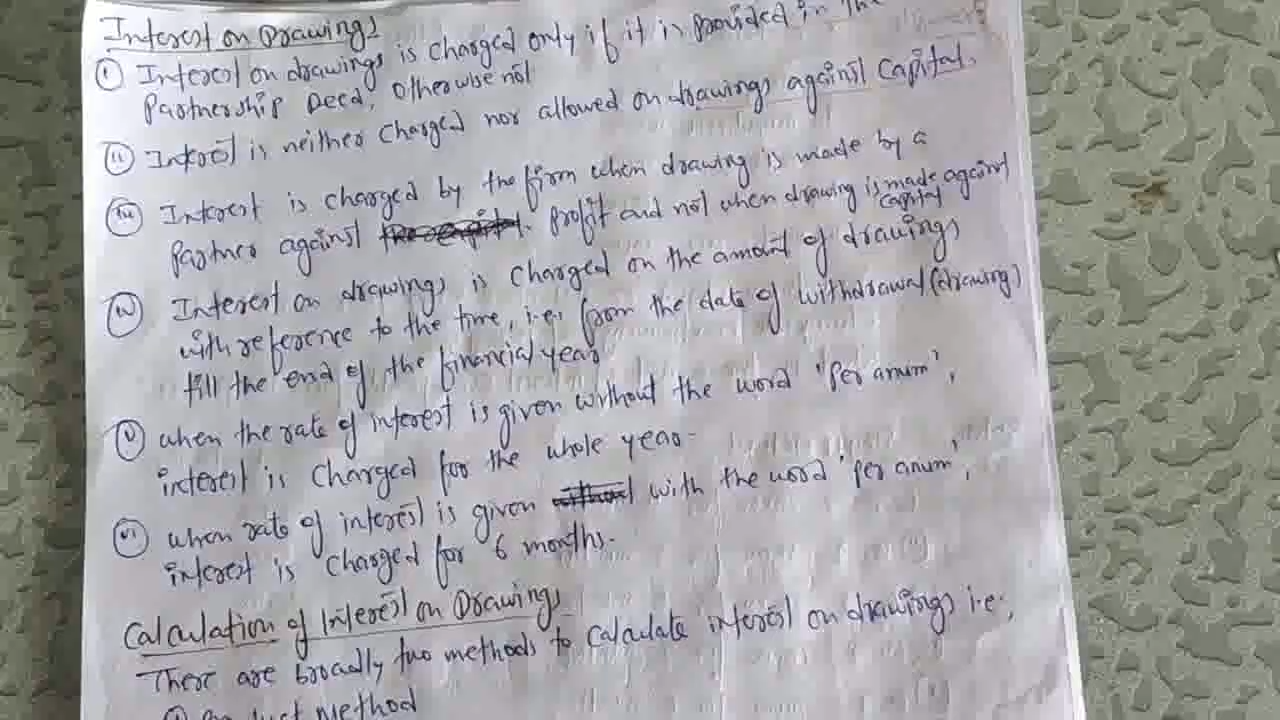 Interest on Drawings
(i) Interest on drawings is charged only if it is provided in the
Partnership Deed, otherwise not
(ii) Interest is neither charged nor allowed on drawings against capital.
(iii) Interest is charged by the firm when drawing is made by a
partner against profit and not when drawing is made against
capital
(iv) Interest on drawings is charged on the amount of drawings
with reference to the time, i.e., from the date of withdrawal (drawing)
till the end of the financial year
(v) when the rate of interest is given without the word 'per anum',
interest is charged for the whole year.
(vi) when rate of interest is given with the word 'per anum',
interest is charged for 6 months.
Calculation of Interest on Drawings
There are broadly two methods to calculate interest on drawings i.e.,
Method